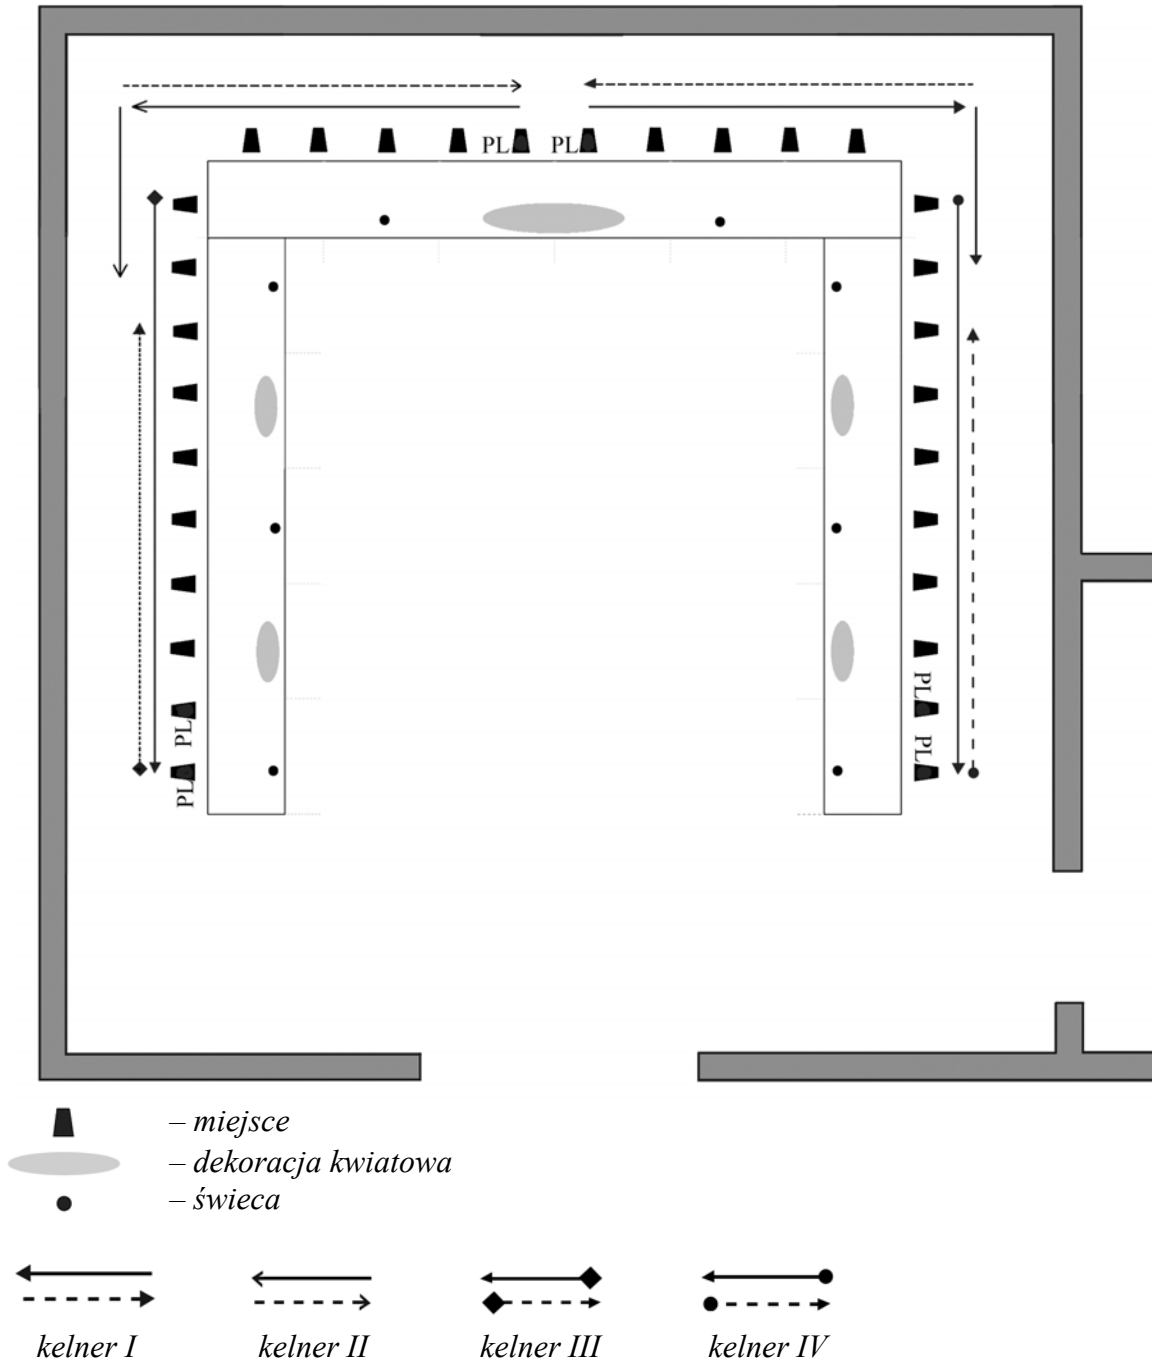 PL PL
PL
PL
PL
PL
– miejsce
– dekoracja kwiatowa
– świeca
kelner I kelner II kelner III kelner IV